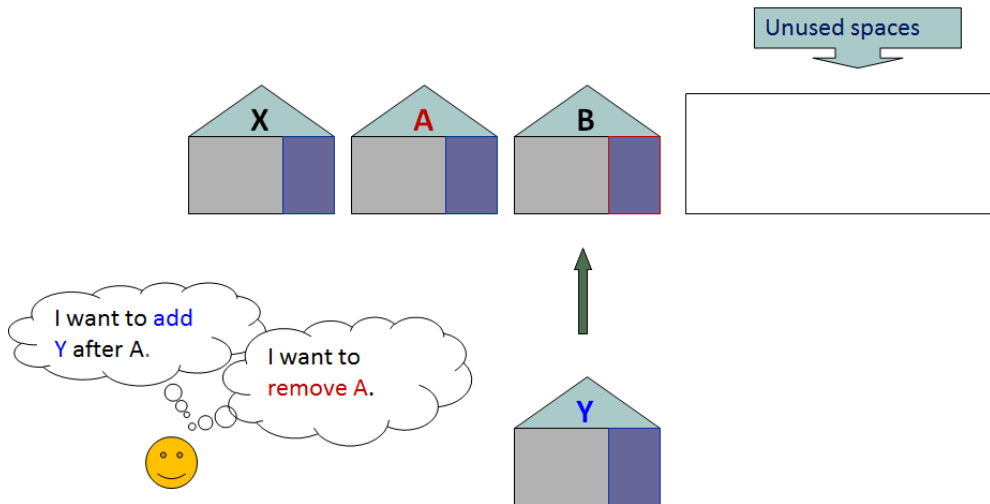 Unused spaces
X
A
B
I want to add
Y after A.
I want to
remove A.
Y